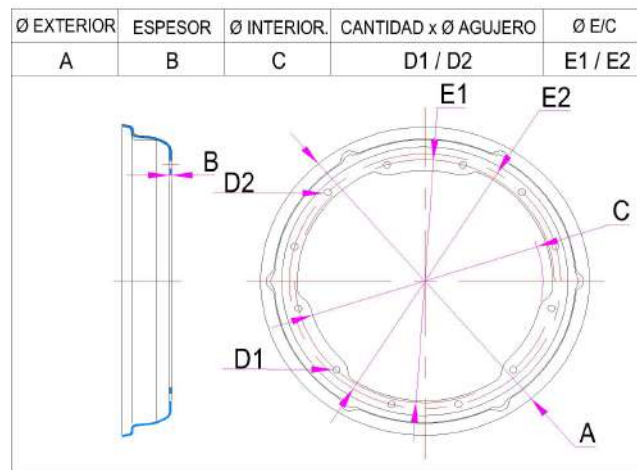 Ø EXTERIOR ESPESOR Ø INTERIOR. CANTIDAD x Ø AGUJERO Ø E/C
A B C D1 / D2 E1 / E2
E1 E2
B
D2
C
D1
A